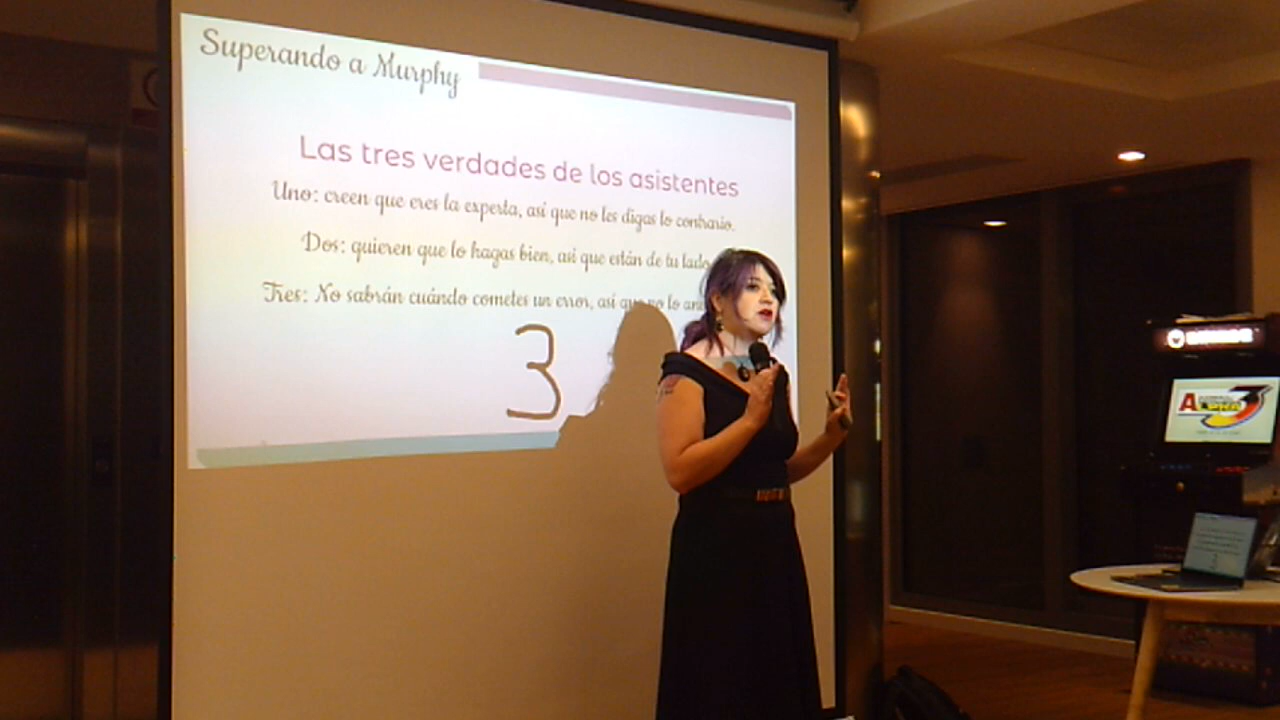 Superando a Murphy
Las tres verdades de los asistentes
Uno: creen que eres la experta, así que no les digas lo contrario.
Dos: quieren que lo hagas bien, así que están de tu lado
Tres: No sabrán cuándo cometes un error, así que no lo
3
ALPHA 3